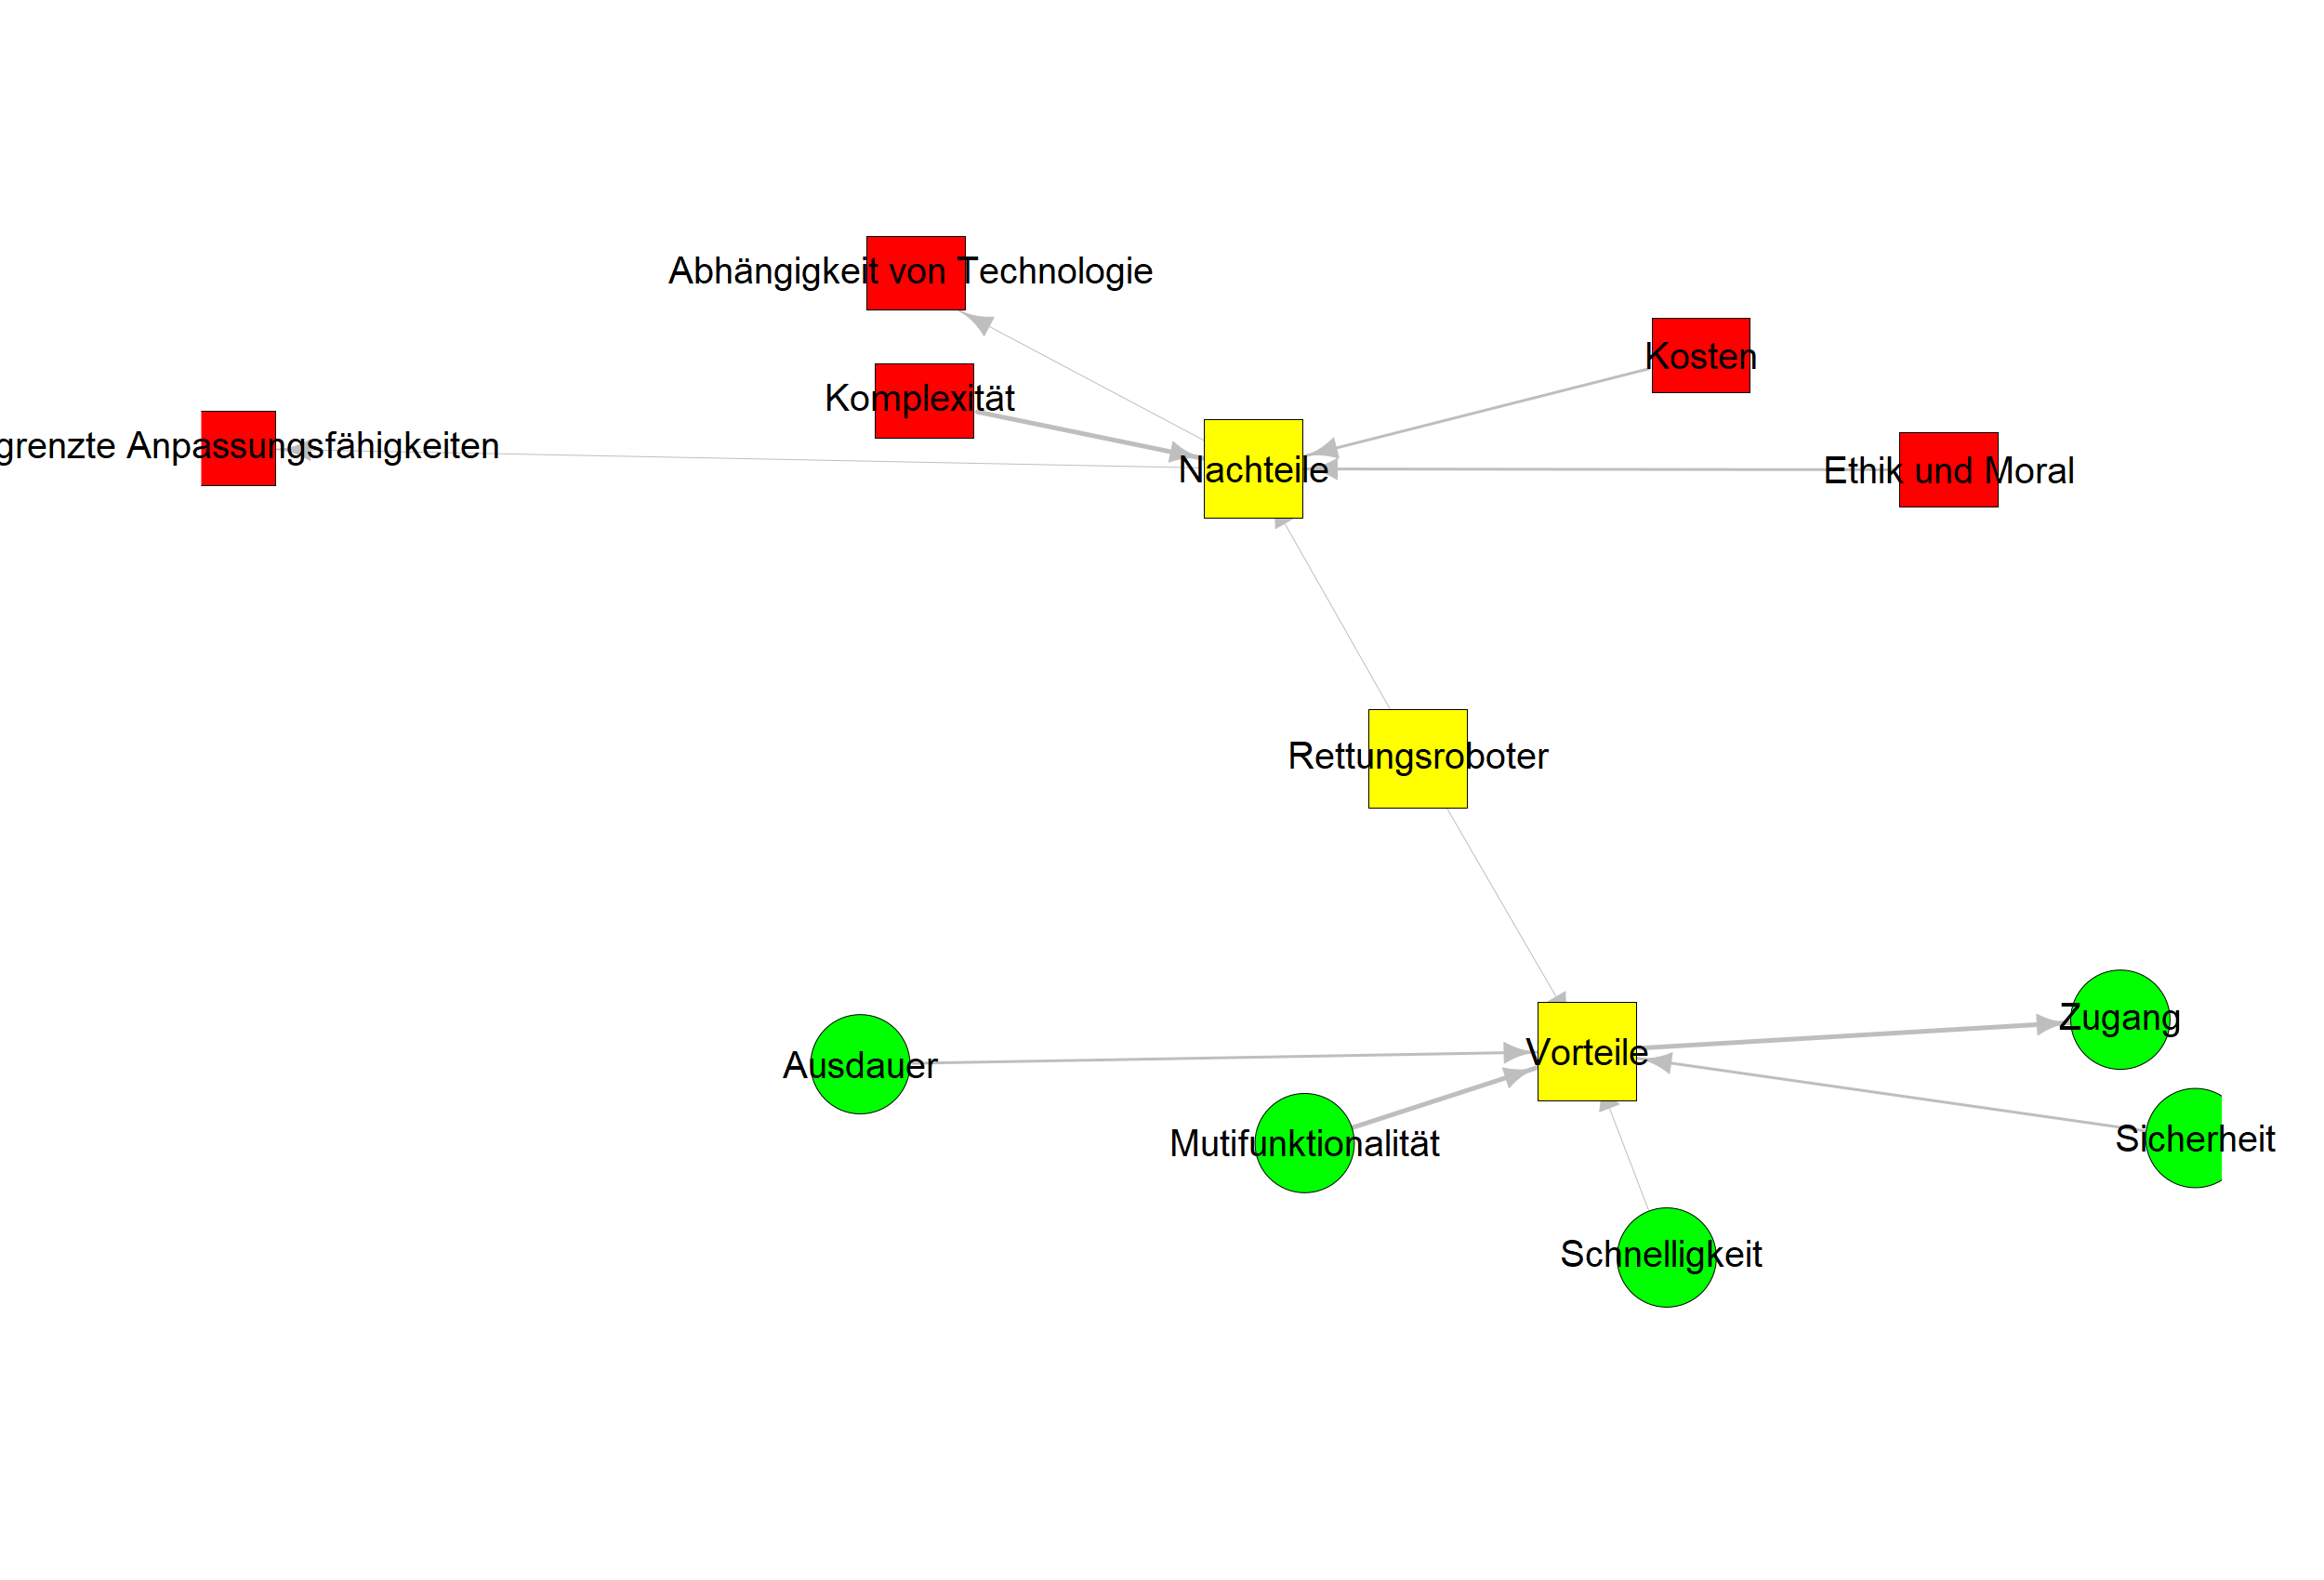 Abhängigkeit von Technologie
Kosten
Komplexität
grenzte Anpassungsfähigkeiten
Nachteile
Ethik und Moral
Rettungsroboter
Zugang
Vorteile
Ausdauer
Sicherheit
Mutifunktionalität
Schnelligkeit